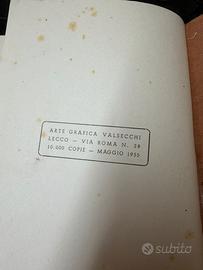 ARTE GRAFICA VALSECCHI
LECCO — VIA ROMA N. 28
10.000 COPIE — MAGGIO 1955
subito